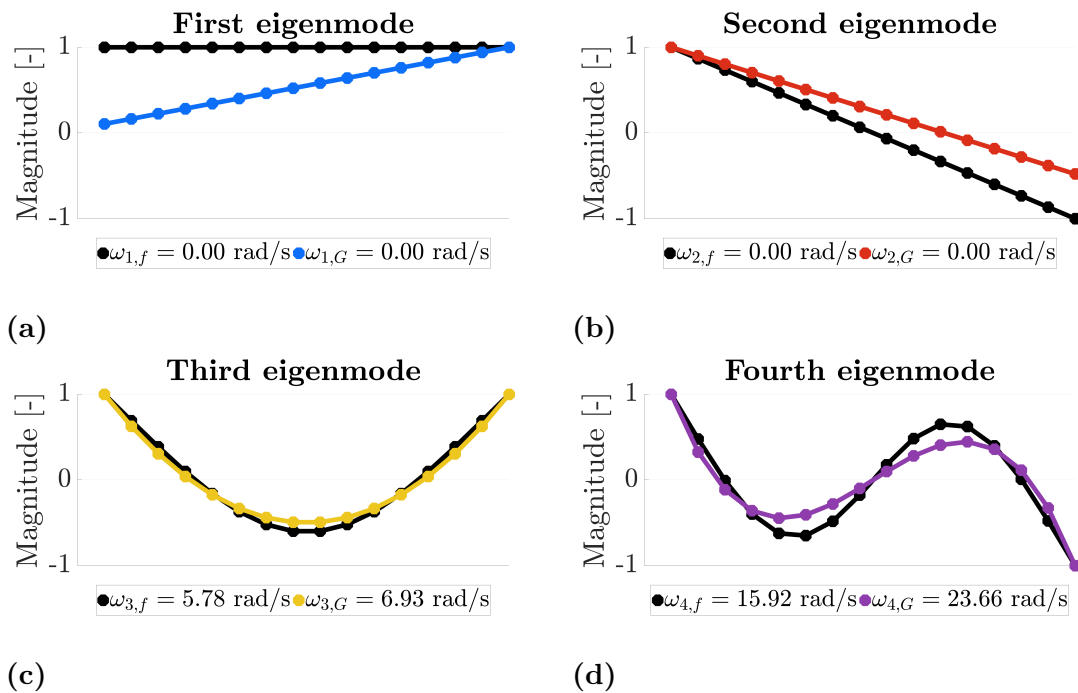 First eigenmode
Magnitude [-]
1
0
-1
ω1,f = 0.00 rad/s ω1,G = 0.00 rad/s
(a)
Second eigenmode
Magnitude [-]
1
0
-1
ω2,f = 0.00 rad/s ω2,G = 0.00 rad/s
(b)
Third eigenmode
Magnitude [-]
1
0
-1
ω3,f = 5.78 rad/s ω3,G = 6.93 rad/s
(c)
Fourth eigenmode
Magnitude [-]
1
0
-1
ω4,f = 15.92 rad/s ω4,G = 23.66 rad/s
(d)